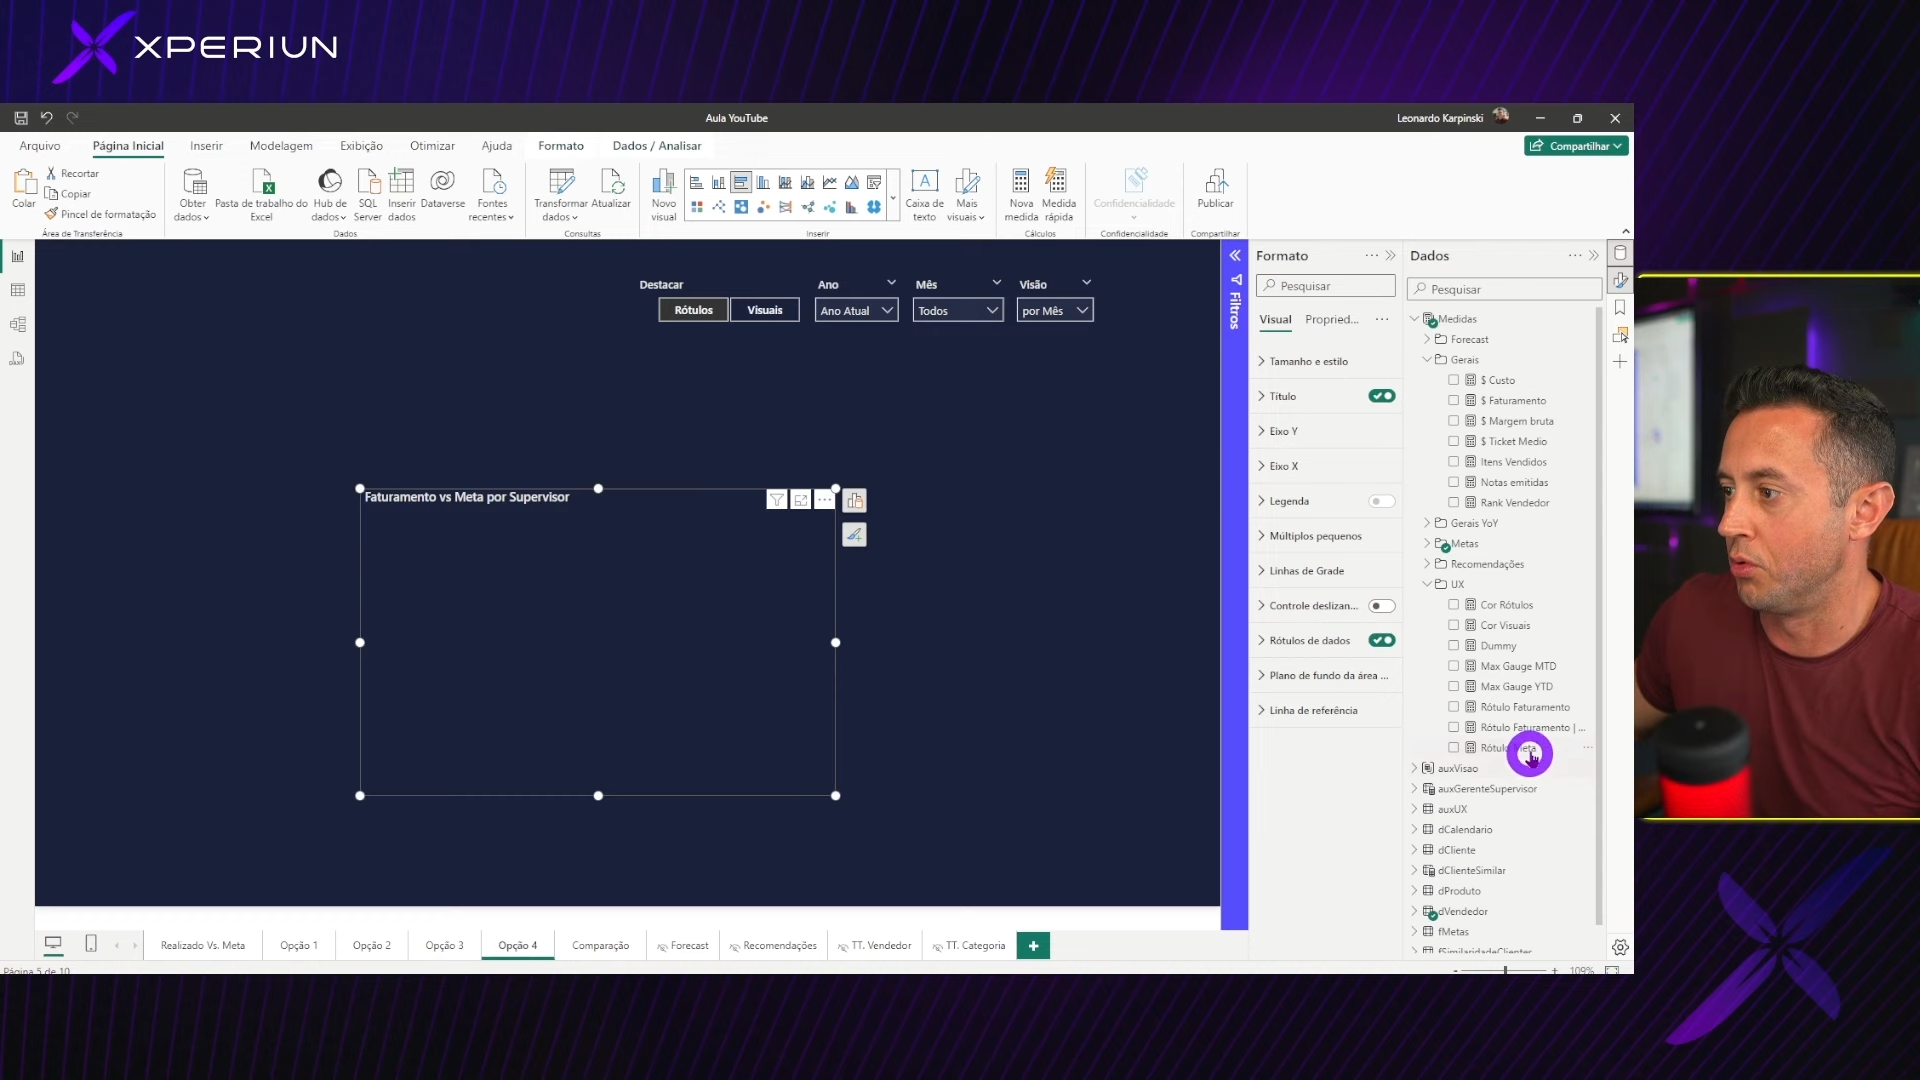 XPERIUN
Aula YouTube
Leonardo Karpinski
Arquivo
Página Inicial
Inserir
Modelagem
Exibição
Otimizar
Ajuda
Formato
Dados / Analisar
Compartilhar
Colar
Recortar
Copiar
Pincel de formatação
Área de Transferência
Obter dados
Pasta de trabalho do Excel
Hub de dados
SQL Server
Inserir dados
Dataverse
Fontes recentes
Dados
Transformar dados
Atualizar
Consultas
Novo visual
Caixa de texto
Mais visuais
Inserir
Nova medida
Medida rápida
Cálculos
Confidencialidade
Confidencialidade
Publicar
Compartilhar
Destacar
Rótulos
Visuais
Ano
Ano Atual
Mês
Todos
Visão
por Mês
Faturamento vs Meta por Supervisor
Filtros
Formato
Pesquisar
Visual
Propried...
Tamanho e estilo
Título
Eixo Y
Eixo X
Legenda
Múltiplos pequenos
Linhas de Grade
Controle deslizan...
Rótulos de dados
Plano de fundo da área ...
Linha de referência
Dados
Pesquisar
Medidas
Forecast
Gerais
$ Custo
$ Faturamento
$ Margem bruta
$ Ticket Medio
Itens Vendidos
Notas emitidas
Rank Vendedor
Gerais YoY
Metas
Recomendações
UX
Cor Rótulos
Cor Visuais
Dummy
Max Gauge MTD
Max Gauge YTD
Rótulo Faturamento
Rótulo Faturamento | ...
Rótulo Meta
auxVisao
auxGerenteSupervisor
auxUX
dCalendario
dCliente
dClienteSimilar
dProduto
dVendedor
fMetas
fSimilaridadeClientes
Realizado Vs. Meta
Opção 1
Opção 2
Opção 3
Opção 4
Comparação
Forecast
Recomendações
TT. Vendedor
TT. Categoria
Página 5 de 10
109%